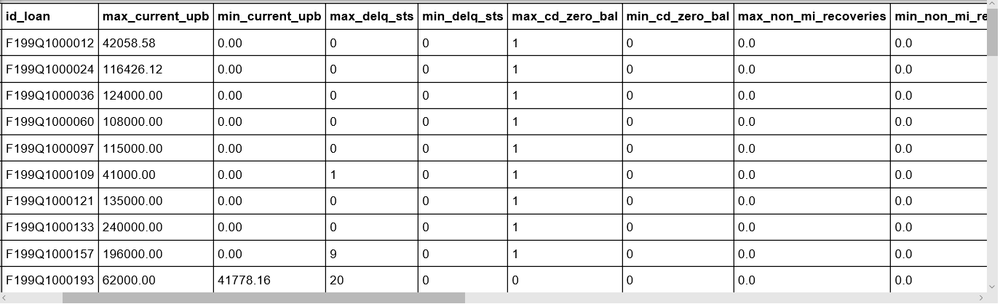 id_loan max_current_upb min_current_upb max_delq_sts min_delq_sts max_cd_zero_bal min_cd_zero_bal max_non_mi_recoveries min_non_mi_re
F199Q1000012 42058.58 0.00 0 0 1 0 0.0 0.0
F199Q1000024 116426.12 0.00 0 0 1 0 0.0 0.0
F199Q1000036 124000.00 0.00 0 0 1 0 0.0 0.0
F199Q1000060 108000.00 0.00 0 0 1 0 0.0 0.0
F199Q1000097 115000.00 0.00 0 0 1 0 0.0 0.0
F199Q1000109 41000.00 0.00 1 0 1 0 0.0 0.0
F199Q1000121 135000.00 0.00 0 0 1 0 0.0 0.0
F199Q1000133 240000.00 0.00 0 0 1 0 0.0 0.0
F199Q1000157 196000.00 0.00 9 0 1 0 0.0 0.0
F199Q1000193 62000.00 41778.16 20 0 0 0 0.0 0.0